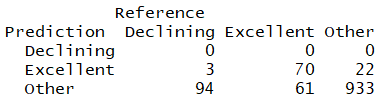 Reference
Prediction Declining Excellent Other
Declining 0 0 0
Excellent 3 70 22
Other 94 61 933